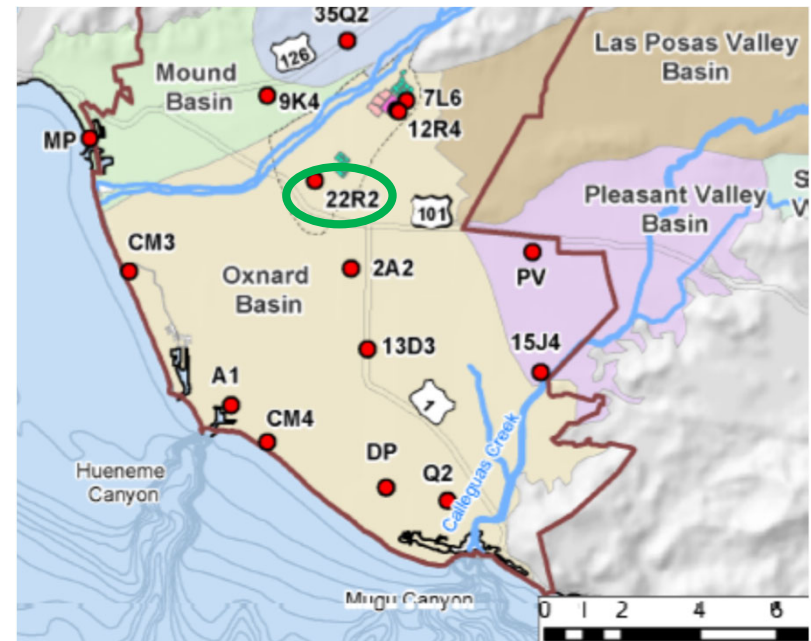 35Q2
126
Mound
Basin
9K4
Las Posas Valley
Basin
7L6
12R4
MP
22R2
101
Pleasant Valley
Basin
S
V
CM3
Oxnard
Basin
2A2
PV
13D3
15J4
A1
1
CM4
DP
Q2
Calleguas Creek
Hueneme
Canyon
Mugu Canyon
0 1 2 4 6